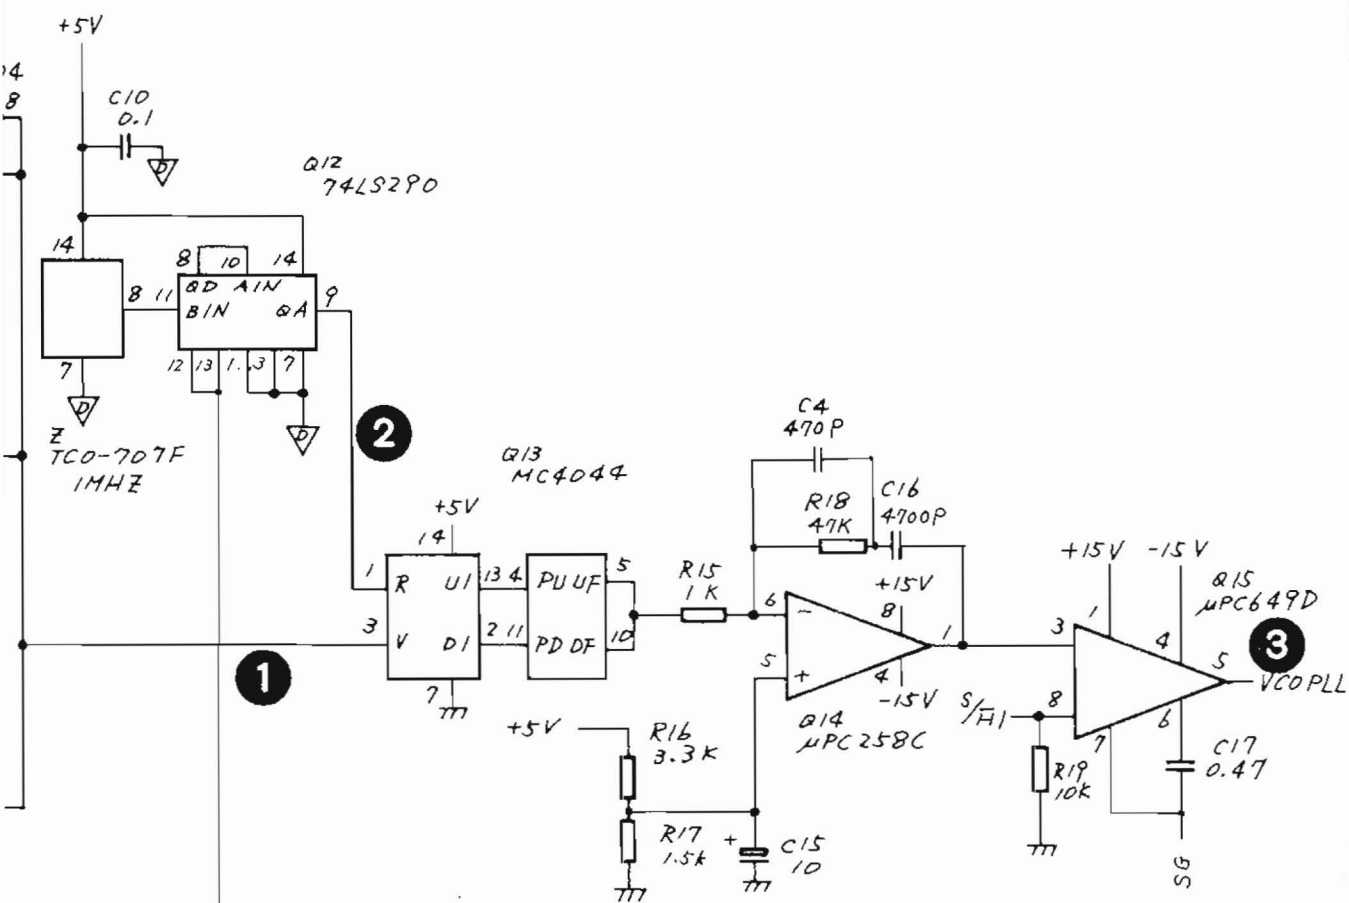 +5V
04
8
C10
0.1
D
Q12
74LS290
14
8
10
14
QD
AIN
8
11
BIN
QA
9
7
12
13
1
3
7
D
D
Z
TCO-707F
1MHZ
2
Q13
MC4044
+5V
14
1
R
U1
13
4
PU
UF
5
3
V
D1
2
11
PD
DF
10
7
1
R15
1K
C4
470P
R18
47K
C16
4700P
6
−
+15V
8
1
5
+
4
-15V
Q14
μPC258C
+5V
R16
3.3K
R17
1.5K
+
C15
10
+15V
-15V
Q15
μPC649D
1
3
4
5
3
VCOPLL
S/H1
8
6
7
R19
10K
C17
0.47
SG